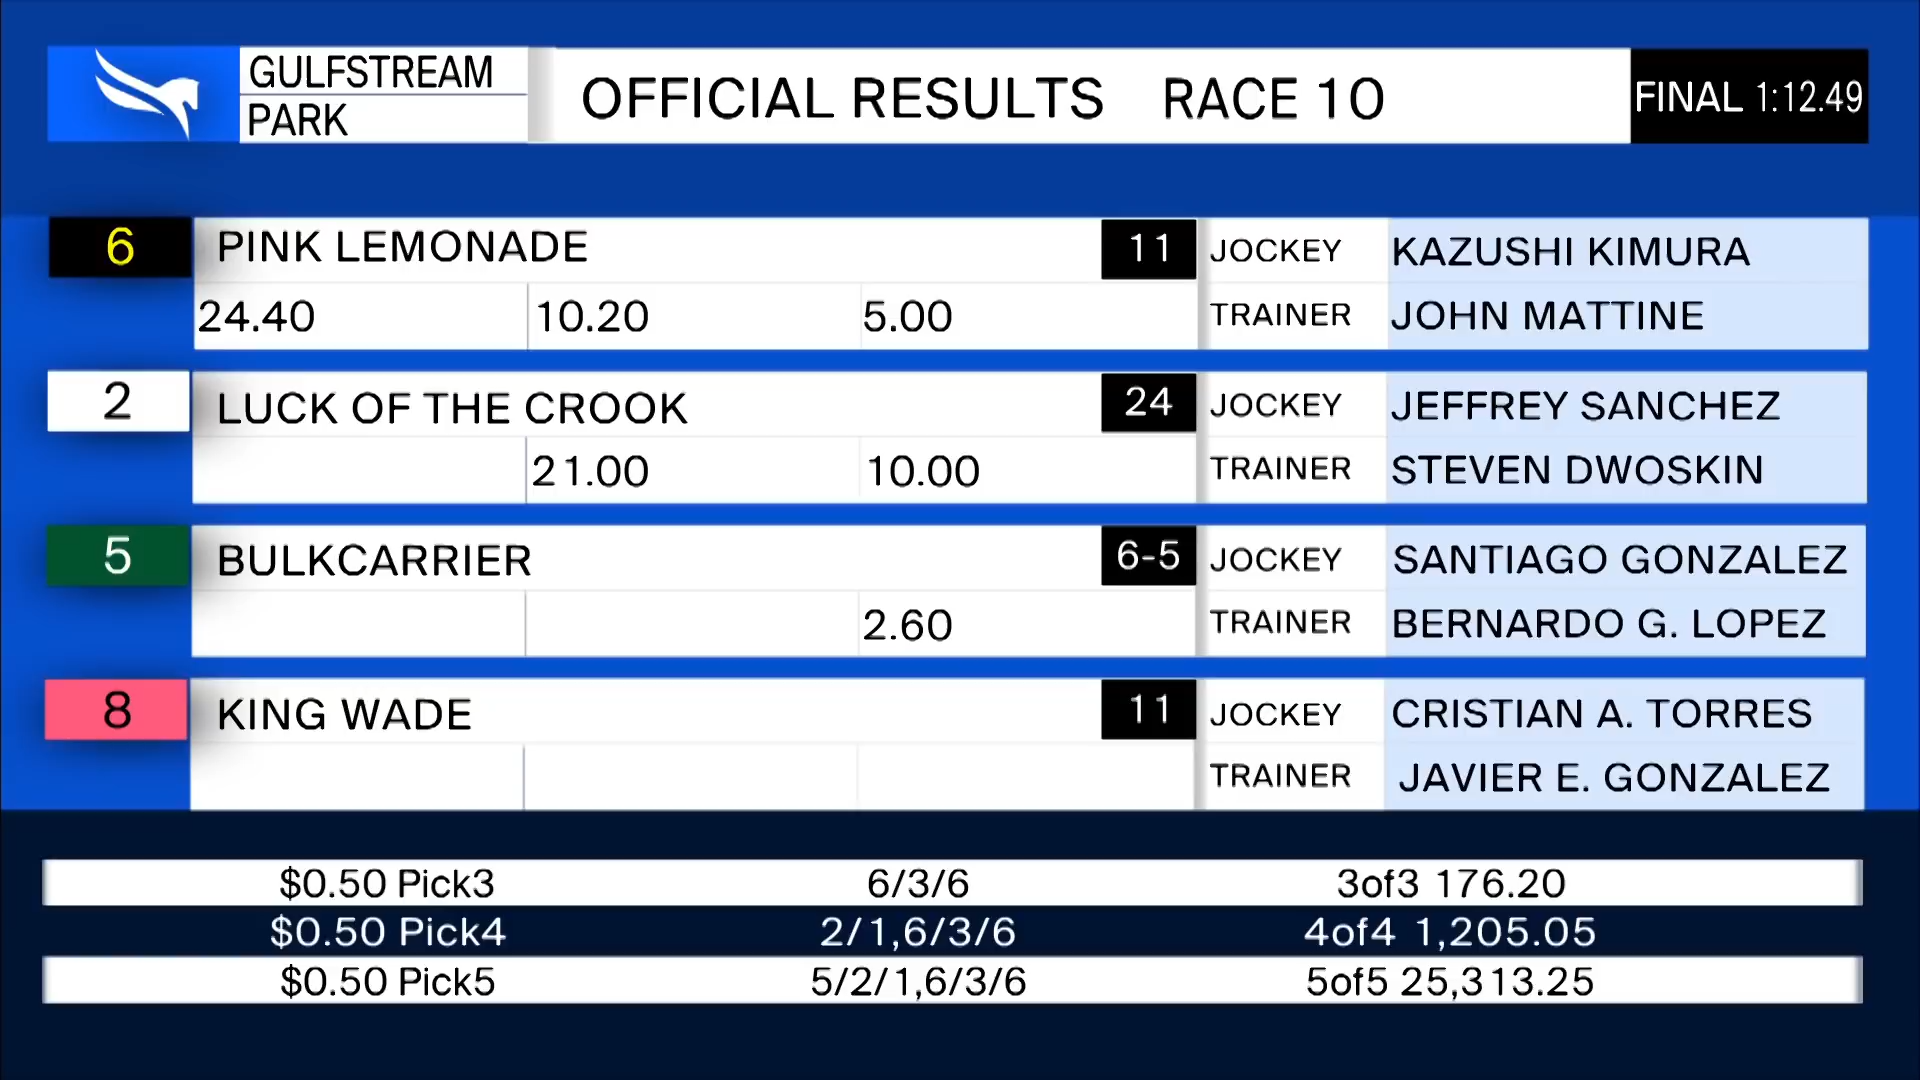 GULFSTREAM
PARK
OFFICIAL RESULTS RACE 10
FINAL 1:12.49
6 PINK LEMONADE 11 JOCKEY KAZUSHI KIMURA
24.40 10.20 5.00 TRAINER JOHN MATTINE
2 LUCK OF THE CROOK 24 JOCKEY JEFFREY SANCHEZ
21.00 10.00 TRAINER STEVEN DWOSKIN
5 BULKCARRIER 6-5 JOCKEY SANTIAGO GONZALEZ
2.60 TRAINER BERNARDO G. LOPEZ
8 KING WADE 11 JOCKEY CRISTIAN A. TORRES
TRAINER JAVIER E. GONZALEZ
$0.50 Pick3 6/3/6 3of3 176.20
$0.50 Pick4 2/1,6/3/6 4of4 1,205.05
$0.50 Pick5 5/2/1,6/3/6 5of5 25,313.25